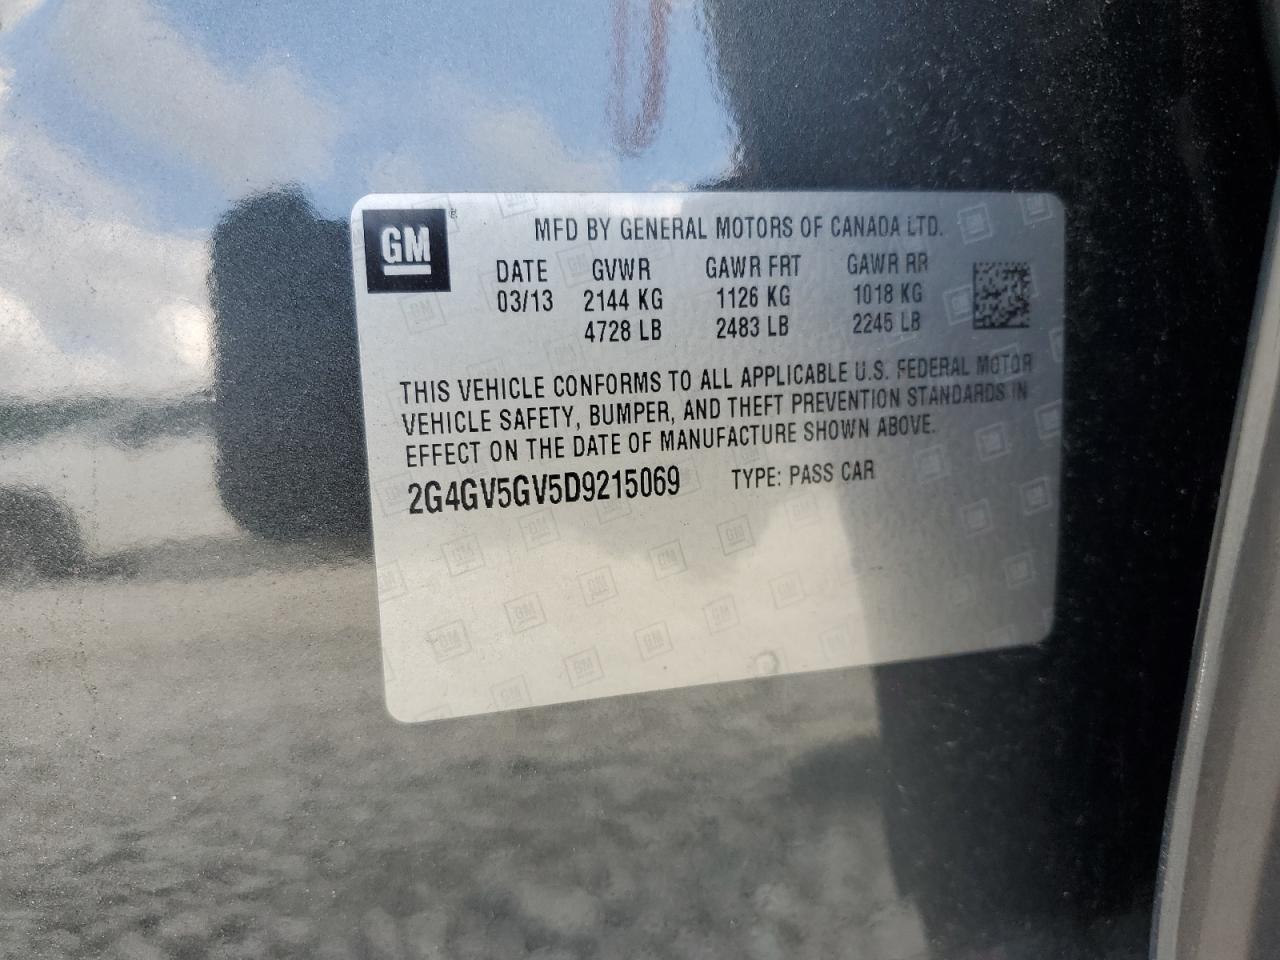 GM
MFD BY GENERAL MOTORS OF CANADA LTD.
DATE GVWR GAWR FRT GAWR RR
03/13 2144 KG 1126 KG 1018 KG
4728 LB 2483 LB 2245 LB
THIS VEHICLE CONFORMS TO ALL APPLICABLE U.S. FEDERAL MOTOR
VEHICLE SAFETY, BUMPER, AND THEFT PREVENTION STANDARDS IN
EFFECT ON THE DATE OF MANUFACTURE SHOWN ABOVE.
2G4GV5GV5D9215069 TYPE: PASS CAR